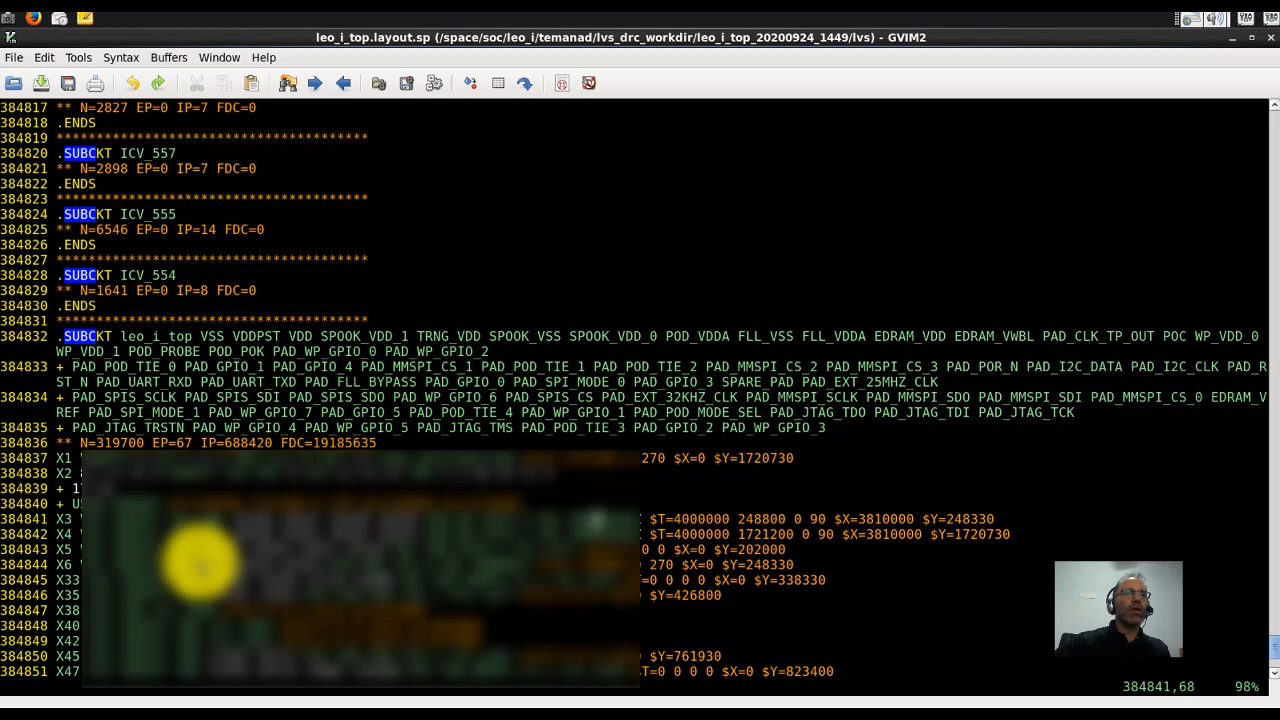 leo_i_top.layout.sp (/space/soc/leo_i/temanad/lvs_drc_workdir/leo_i_top_20200924_1449/lvs) - GVIM2
File Edit Tools Syntax Buffers Window Help
384817 ** N=2827 EP=0 IP=7 FDC=0
384818 .ENDS
384819 ***************************************
384820 .SUBCKT ICV_557
384821 ** N=2898 EP=0 IP=7 FDC=0
384822 .ENDS
384823 ***************************************
384824 .SUBCKT ICV_555
384825 ** N=6546 EP=0 IP=14 FDC=0
384826 .ENDS
384827 ***************************************
384828 .SUBCKT ICV_554
384829 ** N=1641 EP=0 IP=8 FDC=0
384830 .ENDS
384831 ***************************************
384832 .SUBCKT leo_i_top VSS VDDPST VDD SPOOK_VDD_1 TRNG_VDD SPOOK_VSS SPOOK_VDD_0 POD_VDDA FLL_VSS FLL_VDDA EDRAM_VDD EDRAM_VWBL PAD_CLK_TP_OUT POC WP_VDD_0
WP_VDD_1 POD_PROBE POD_POK PAD_WP_GPIO_0 PAD_WP_GPIO_2
384833 + PAD_POD_TIE_0 PAD_GPIO_1 PAD_GPIO_4 PAD_MMSPI_CS_1 PAD_POD_TIE_1 PAD_POD_TIE_2 PAD_MMSPI_CS_2 PAD_MMSPI_CS_3 PAD_POR_N PAD_I2C_DATA PAD_I2C_CLK PAD_R
ST_N PAD_UART_RXD PAD_UART_TXD PAD_FLL_BYPASS PAD_GPIO_0 PAD_SPI_MODE_0 PAD_GPIO_3 SPARE_PAD PAD_EXT_25MHZ_CLK
384834 + PAD_SPIS_SCLK PAD_SPIS_SDI PAD_SPIS_SDO PAD_WP_GPIO_6 PAD_SPIS_CS PAD_EXT_32KHZ_CLK PAD_MMSPI_SCLK PAD_MMSPI_SDO PAD_MMSPI_SDI PAD_MMSPI_CS_0 EDRAM_V
REF PAD_SPI_MODE_1 PAD_WP_GPIO_7 PAD_GPIO_5 PAD_POD_TIE_4 PAD_WP_GPIO_1 PAD_POD_MODE_SEL PAD_JTAG_TDO PAD_JTAG_TDI PAD_JTAG_TCK
384835 + PAD_JTAG_TRSTN PAD_WP_GPIO_4 PAD_WP_GPIO_5 PAD_JTAG_TMS PAD_POD_TIE_3 PAD_GPIO_2 PAD_WP_GPIO_3
384836 ** N=319700 EP=67 IP=688420 FDC=19185635
384837 X1 270 $X=0 $Y=1720730
384838 X2
384839 + 1
384840 +
384841 X3 $T=4000000 248800 0 90 $X=3810000 $Y=248330
384842 X4 $T=4000000 1721200 0 90 $X=3810000 $Y=1720730
384843 X5 0 0 $X=0 $Y=202000
384844 X6 270 $X=0 $Y=248330
384845 X33 =0 0 0 0 $X=0 $Y=338330
384846 X35 $Y=426800
384847 X38
384848 X40
384849 X42
384850 X45 $Y=761930
384851 X47 T=0 0 0 0 $X=0 $Y=823400
384841,68 98%